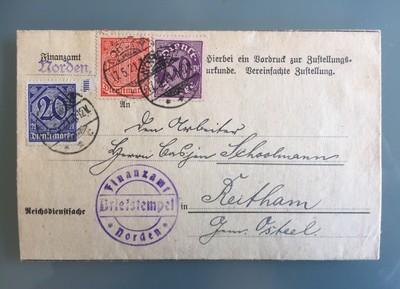 Finanzamt
Norden.
Hierbei ein Vordruck zur Zustellungs-
urkunde. Vereinfachte Zustellung.
20
Dienstmarke
An
den Arbeiter
Herrn Casjen Schoolmann
in Reitham
Gem. Osteel.
Reichsdienstsache
Finanzamt
Briefstempel
Norden